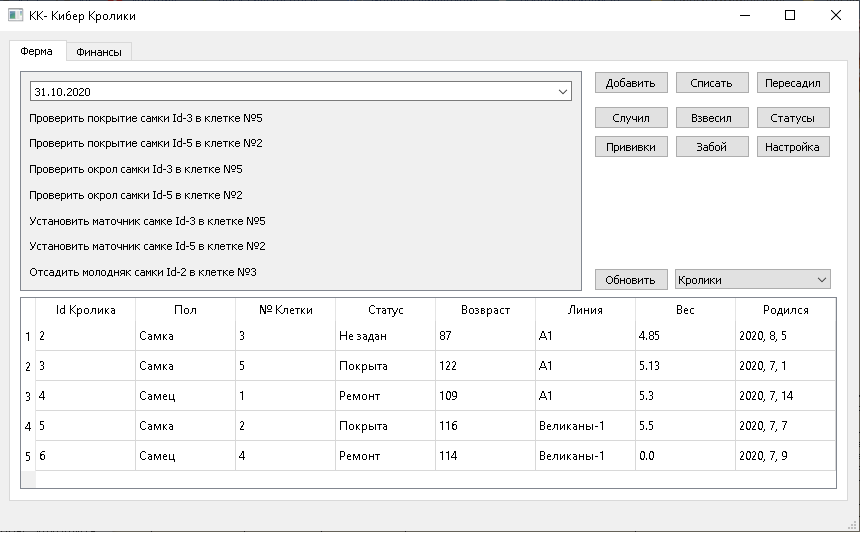 КК- Кибер Кролики
Ферма Финансы
31.10.2020
Проверить покрытие самки Id-3 в клетке №5
Проверить покрытие самки Id-5 в клетке №2
Проверить окрол самки Id-3 в клетке №5
Проверить окрол самки Id-5 в клетке №2
Установить маточник самке Id-3 в клетке №5
Установить маточник самке Id-5 в клетке №2
Отсадить молодняк самки Id-2 в клетке №3
Добавить Списать Пересадил
Случил Взвесил Статусы
Прививки Забой Настройка
Обновить Кролики
Id Кролика Пол № Клетки Статус Возвраст Линия Вес Родился
1 2 Самка 3 Не задан 87 А1 4.85 2020, 8, 5
2 3 Самка 5 Покрыта 122 А1 5.13 2020, 7, 1
3 4 Самец 1 Ремонт 109 А1 5.3 2020, 7, 14
4 5 Самка 2 Покрыта 116 Великаны-1 5.5 2020, 7, 7
5 6 Самец 4 Ремонт 114 Великаны-1 0.0 2020, 7, 9